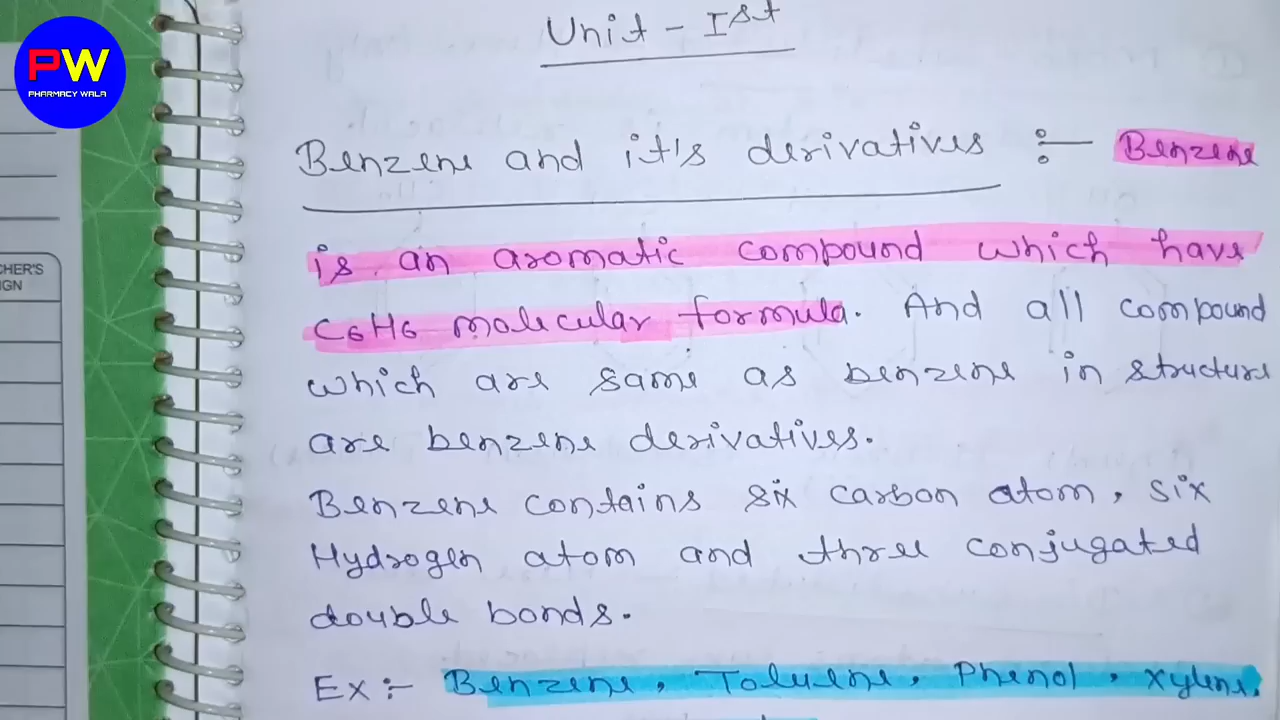 PW
PHARMACY WALA
Unit - Ist
Benzene and it's derivatives :- Benzene
is an aromatic compound which have
C6H6 molecular formula. And all compound
which are same as benzene in structure
are benzene derivatives.
Benzene contains six carbon atom, six
Hydrogen atom and three conjugated
double bonds.
Ex :- Benzene, Toluene, Phenol, xylene.
CHER'S
IGN